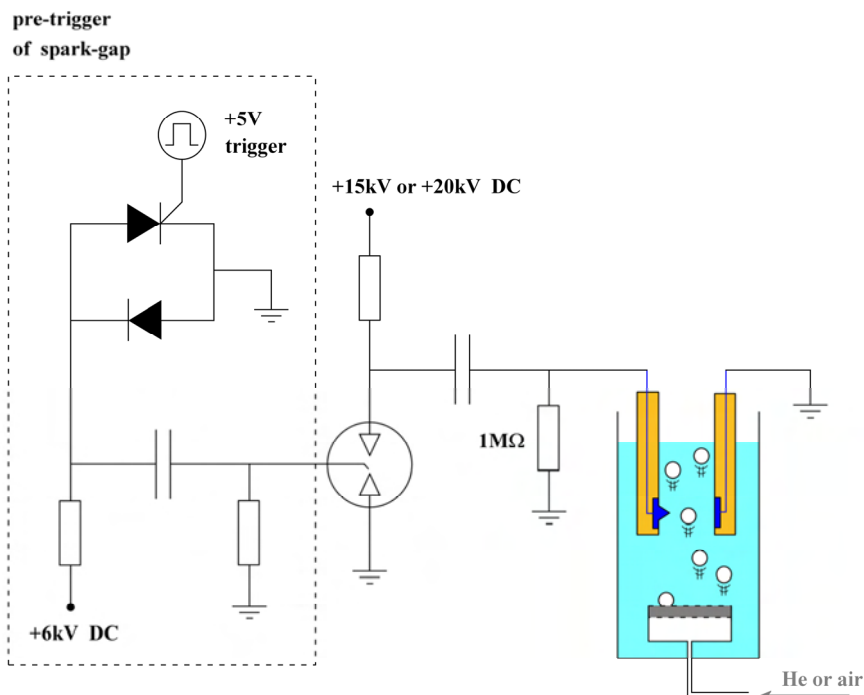 pre-trigger
of spark-gap
+5V
trigger
+15kV or +20kV DC
1MΩ
+6kV DC
He or air